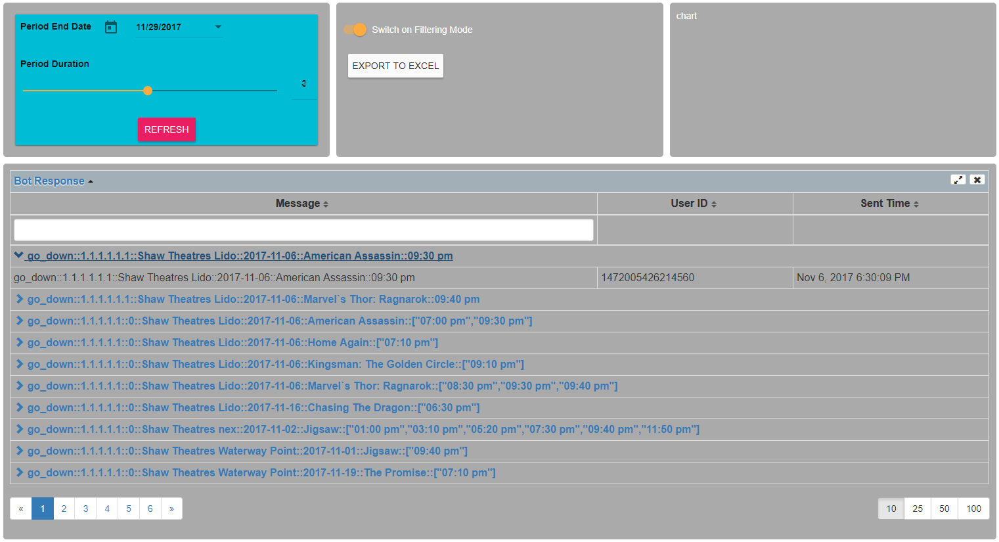 Period End Date 11/29/2017
Period Duration
3
REFRESH
Switch on Filtering Mode
EXPORT TO EXCEL
chart
Bot Response
Message User ID Sent Time
go_down::1.1.1.1.1.1::Shaw Theatres Lido::2017-11-06::American Assassin::09:30 pm
go_down::1.1.1.1.1.1::Shaw Theatres Lido::2017-11-06::American Assassin::09:30 pm 1472005426214560 Nov 6, 2017 6:30:09 PM
go_down::1.1.1.1.1.1::Shaw Theatres Lido::2017-11-06::Marvel`s Thor: Ragnarok::09:40 pm
go_down::1.1.1.1.1::0::Shaw Theatres Lido::2017-11-06::American Assassin::["07:00 pm","09:30 pm"]
go_down::1.1.1.1.1::0::Shaw Theatres Lido::2017-11-06::Home Again::["07:10 pm"]
go_down::1.1.1.1.1::0::Shaw Theatres Lido::2017-11-06::Kingsman: The Golden Circle::["09:10 pm"]
go_down::1.1.1.1.1::0::Shaw Theatres Lido::2017-11-06::Marvel`s Thor: Ragnarok::["08:30 pm","09:30 pm","09:40 pm"]
go_down::1.1.1.1.1::0::Shaw Theatres Lido::2017-11-16::Chasing The Dragon::["06:30 pm"]
go_down::1.1.1.1.1::0::Shaw Theatres nex::2017-11-02::Jigsaw::["01:00 pm","03:10 pm","05:20 pm","07:30 pm","09:40 pm","11:50 pm"]
go_down::1.1.1.1.1::0::Shaw Theatres Waterway Point::2017-11-01::Jigsaw::["09:40 pm"]
go_down::1.1.1.1.1::0::Shaw Theatres Waterway Point::2017-11-19::The Promise::["07:10 pm"]
« 1 2 3 4 5 6 » 10 25 50 100